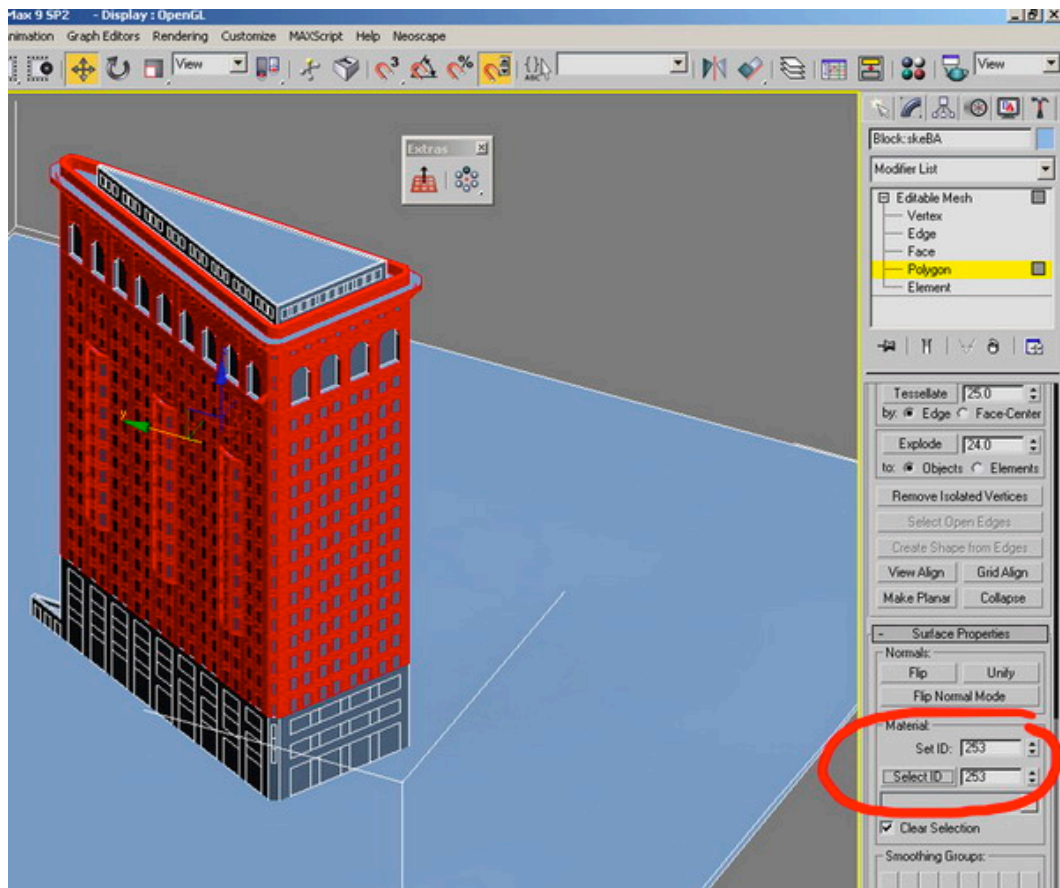 Max 9 SP2 - Display : OpenGL
Animation Graph Editors Rendering Customize MAXScript Help Neoscape
View
ABC
View
Block:skeBA
Extras
Modifier List
Editable Mesh
Vertex
Edge
Face
Polygon
Element
y
Tessellate 25.0
by: Edge Face-Center
Explode 24.0
to: Objects Elements
Remove Isolated Vertices
Select Open Edges
Create Shape from Edges
View Align Grid Align
Make Planar Collapse
- Surface Properties
Normals:
Flip Unify
Flip Normal Mode
Material:
Set ID: 253
Select ID 253
Clear Selection
Smoothing Groups: